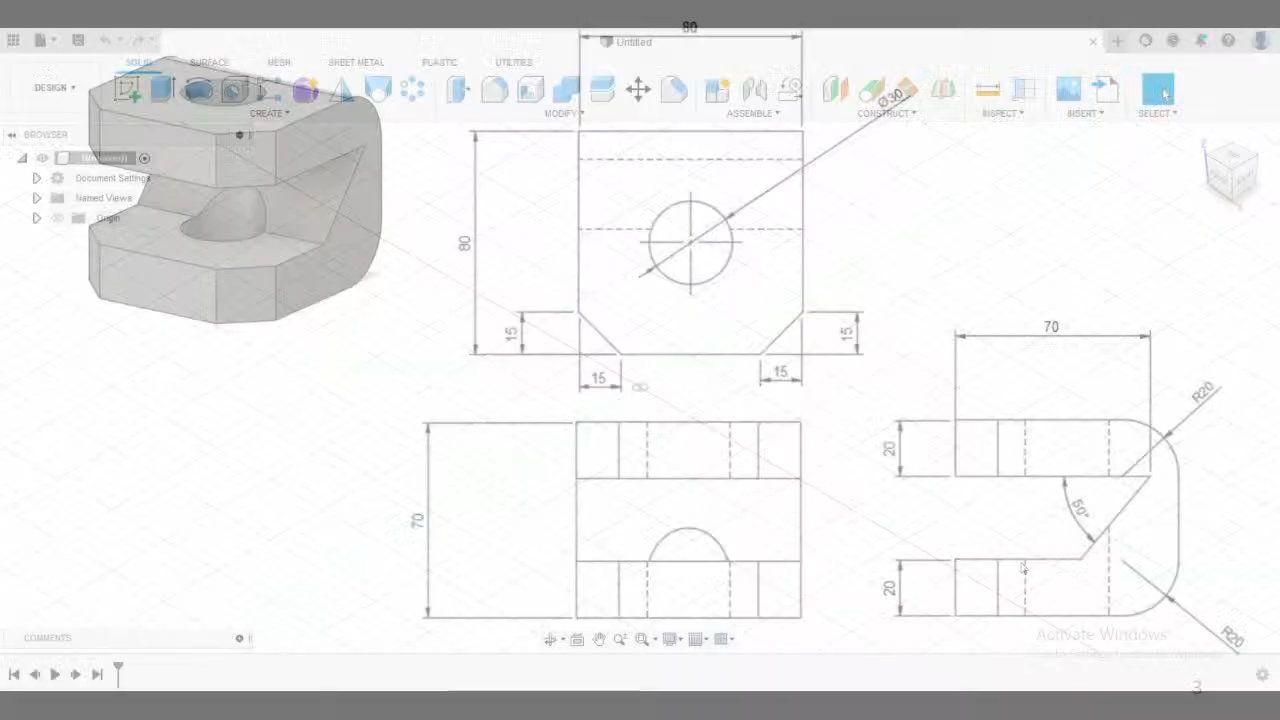 80
Untitled
SOLID SURFACE MESH SHEET METAL PLASTIC UTILITIES
DESIGN
CREATE MODIFY ASSEMBLE CONSTRUCT INSPECT INSERT SELECT
Ø30
BROWSER
(Unsaved)
Document Settings
Named Views
Origin
80
15
15
15
15
70
R20
20
50°
70
20
R20
COMMENTS
Activate Windows
3